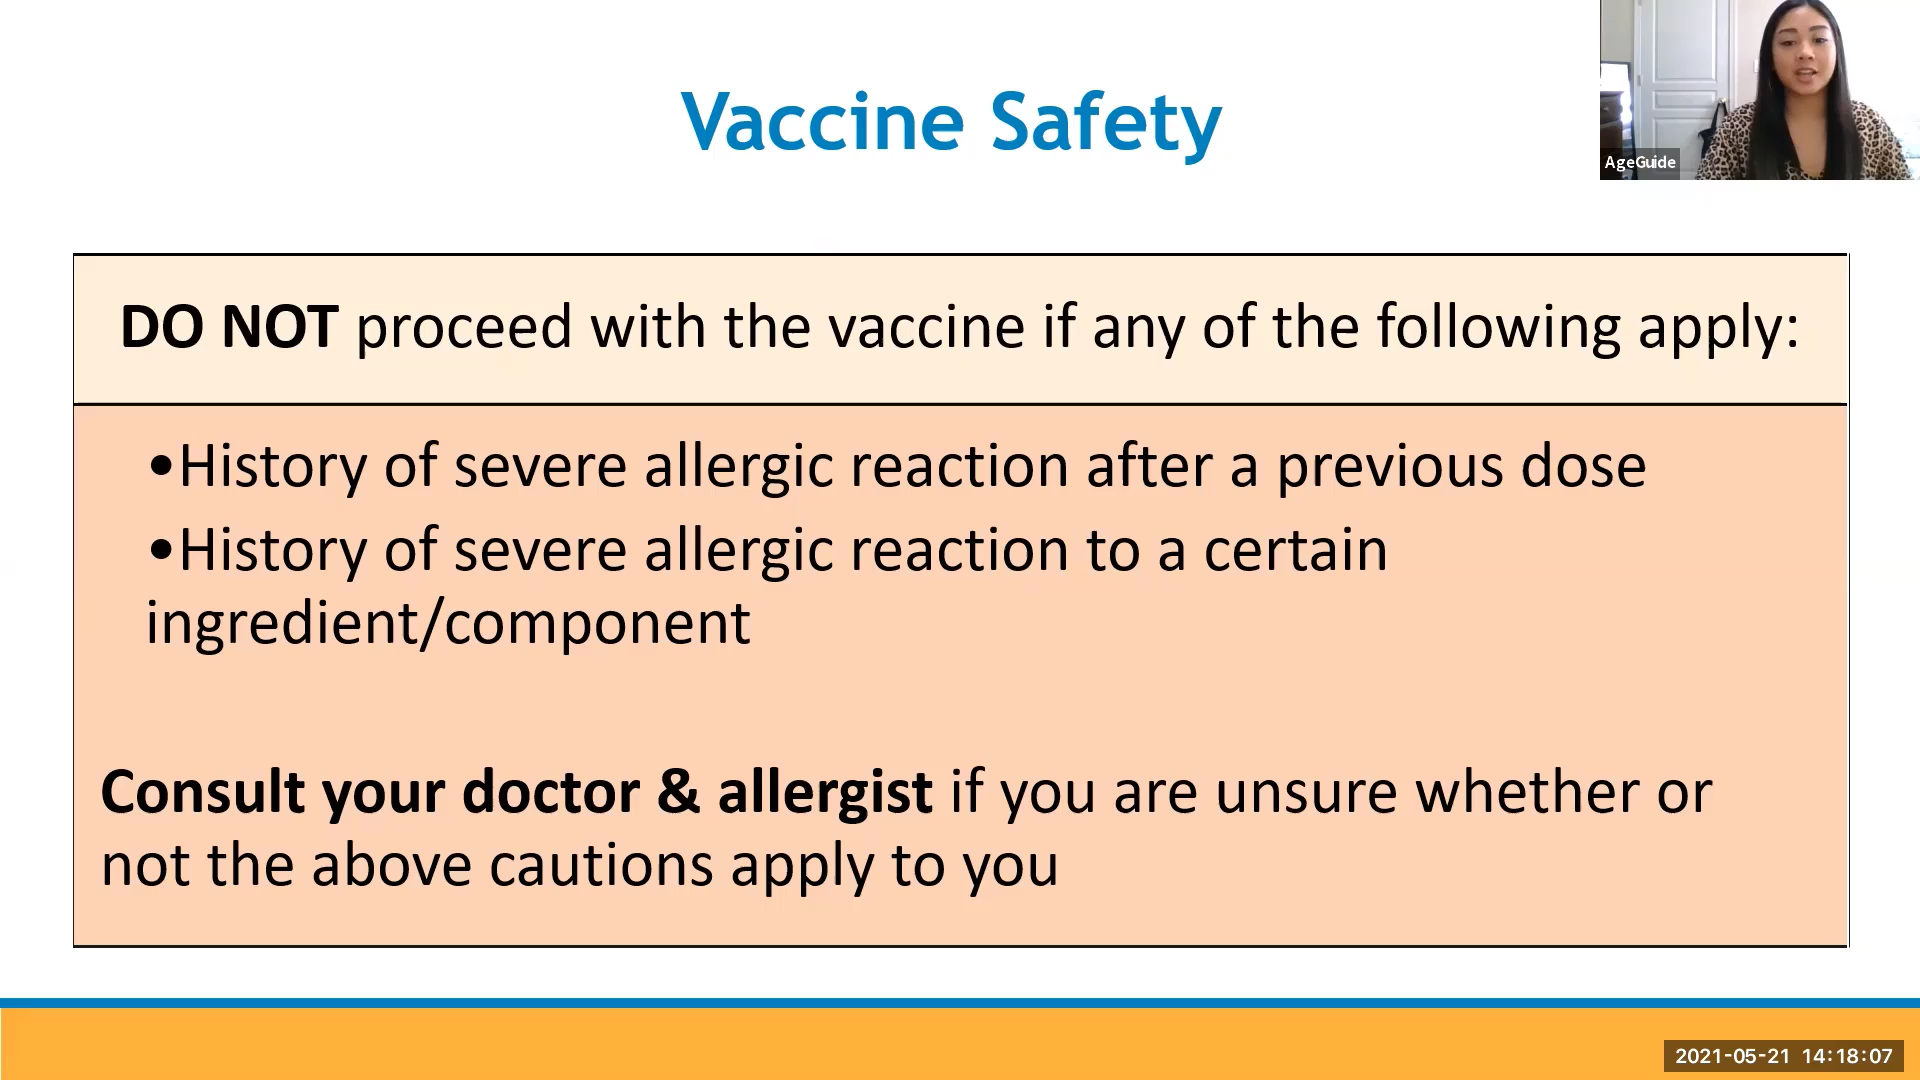 Vaccine Safety
AgeGuide
DO NOT proceed with the vaccine if any of the following apply:
•History of severe allergic reaction after a previous dose
•History of severe allergic reaction to a certain
ingredient/component
Consult your doctor & allergist if you are unsure whether or
not the above cautions apply to you
2021-05-21 14:18:07